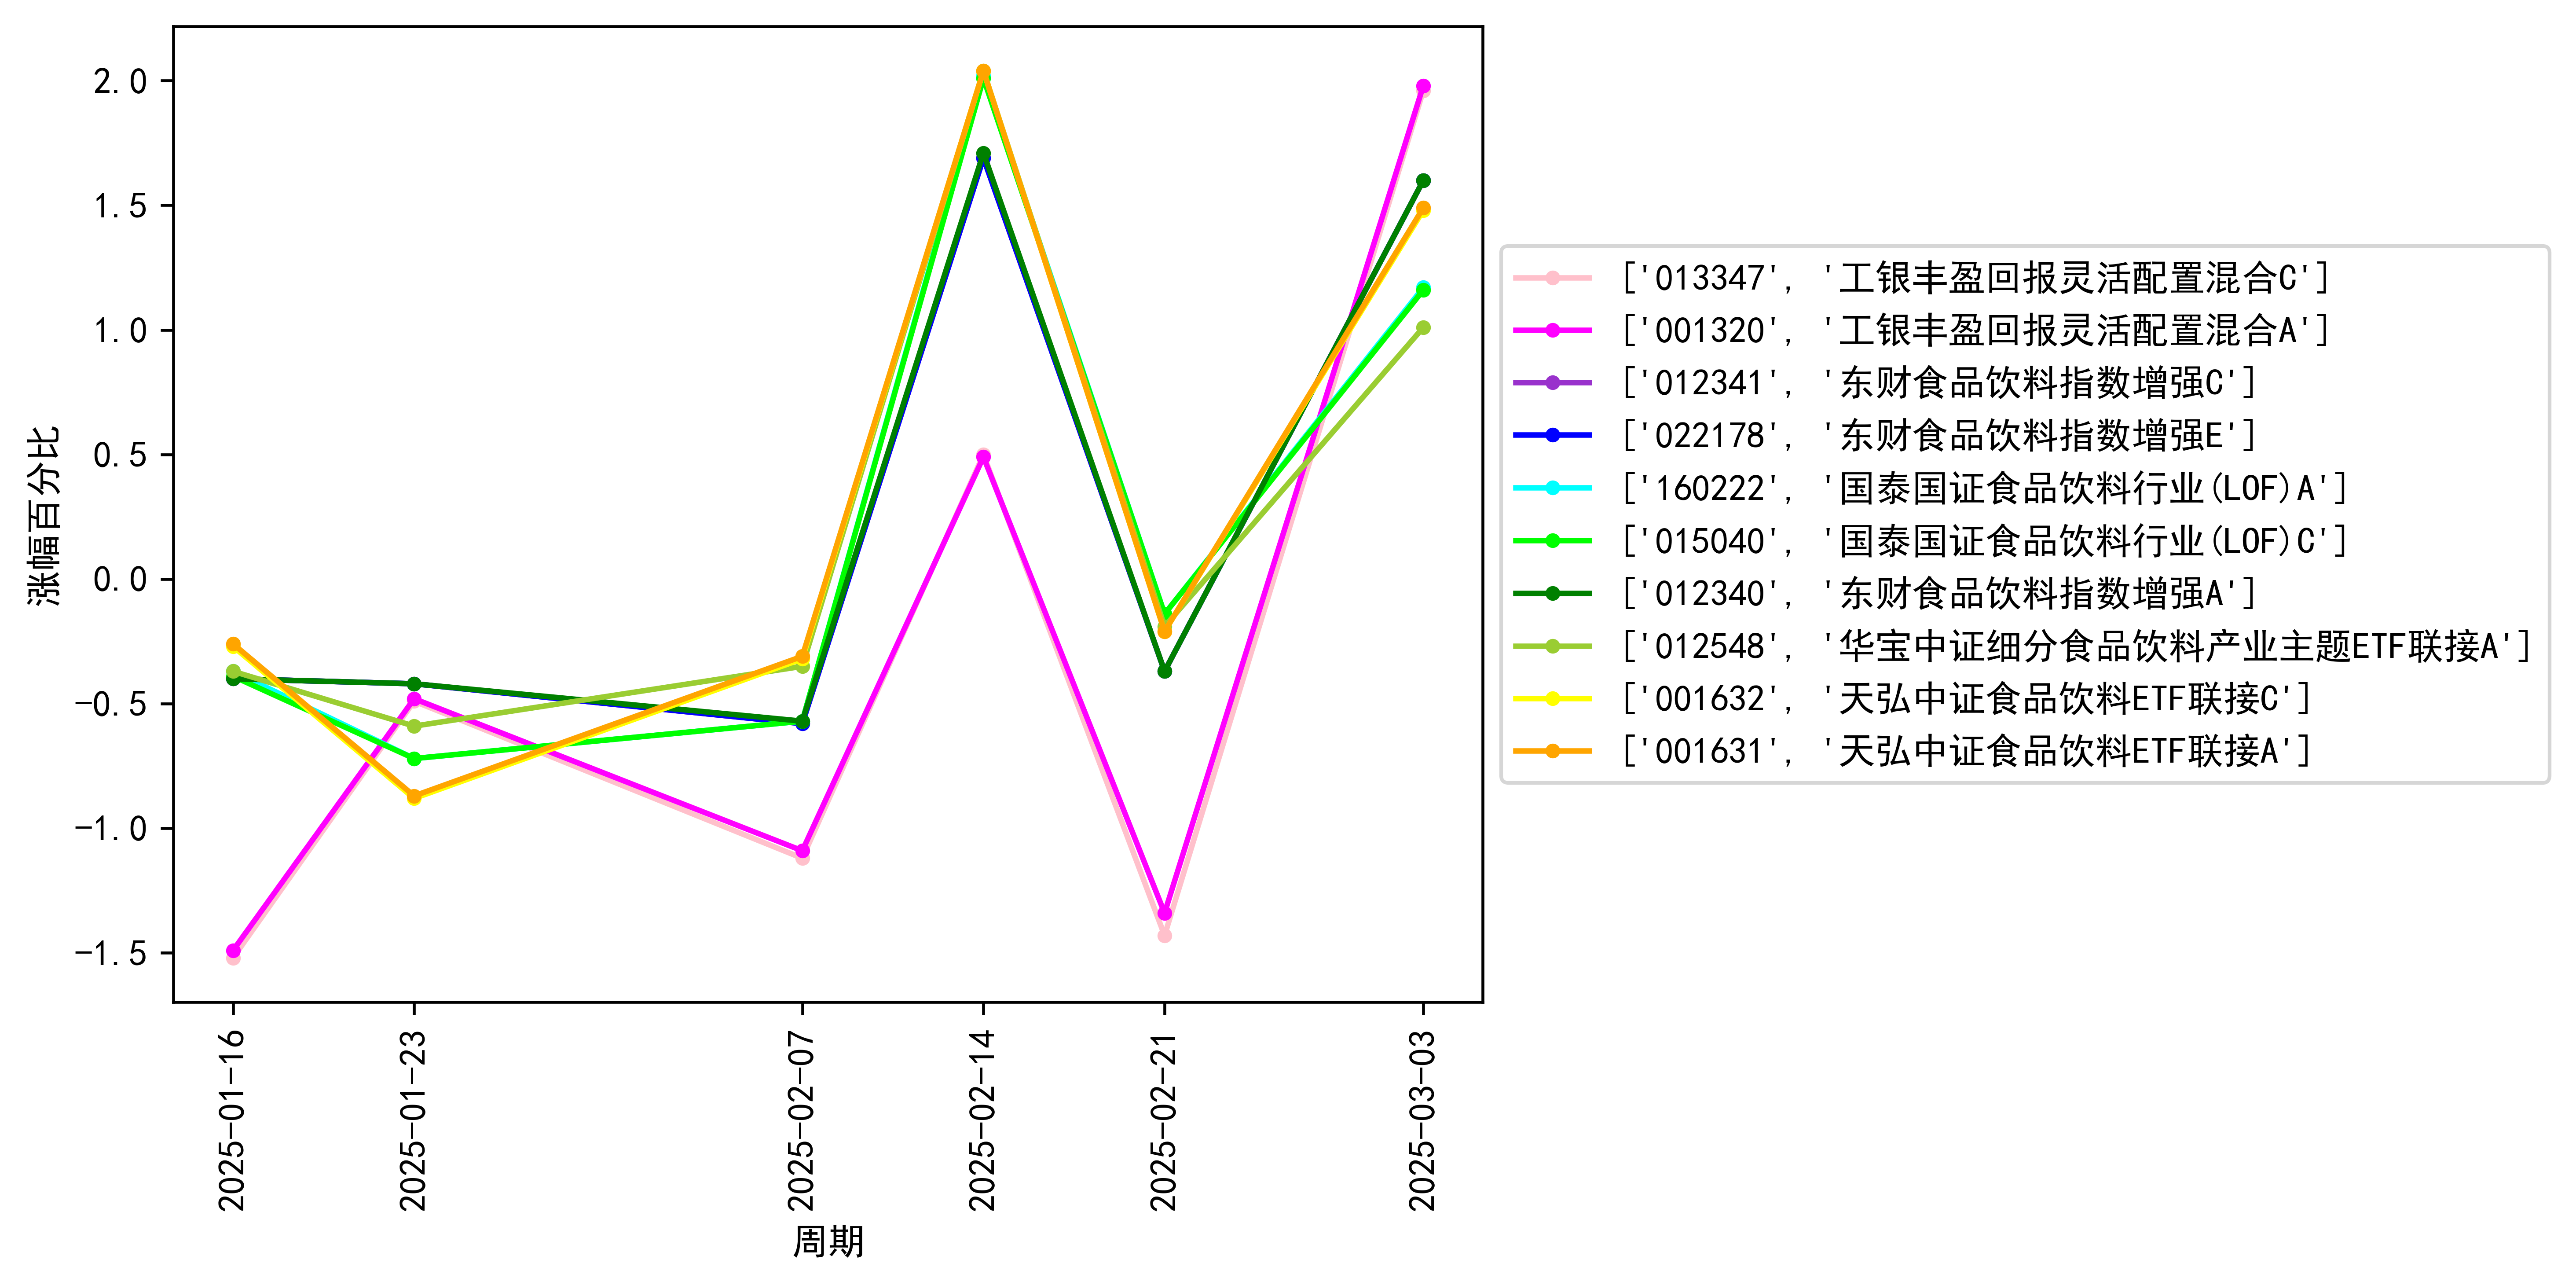 2.0
1.5
1.0
0.5
0.0
-0.5
-1.0
-1.5
涨幅百分比
2025-01-16
2025-01-23
2025-02-07
2025-02-14
2025-02-21
2025-03-03
周期
['013347', '工银丰盈回报灵活配置混合C']
['001320', '工银丰盈回报灵活配置混合A']
['012341', '东财食品饮料指数增强C']
['022178', '东财食品饮料指数增强E']
['160222', '国泰国证食品饮料行业(LOF)A']
['015040', '国泰国证食品饮料行业(LOF)C']
['012340', '东财食品饮料指数增强A']
['012548', '华宝中证细分食品饮料产业主题ETF联接A']
['001632', '天弘中证食品饮料ETF联接C']
['001631', '天弘中证食品饮料ETF联接A']